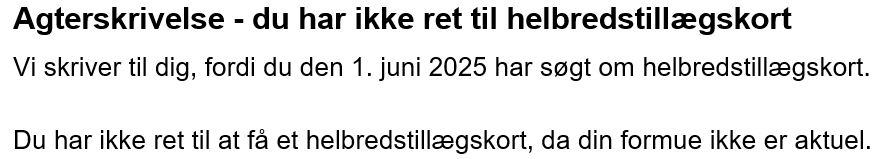 Agterskrivelse - du har ikke ret til helbredstillægskort
Vi skriver til dig, fordi du den 1. juni 2025 har søgt om helbredstillægskort.
Du har ikke ret til at få et helbredstillægskort, da din formue ikke er aktuel.